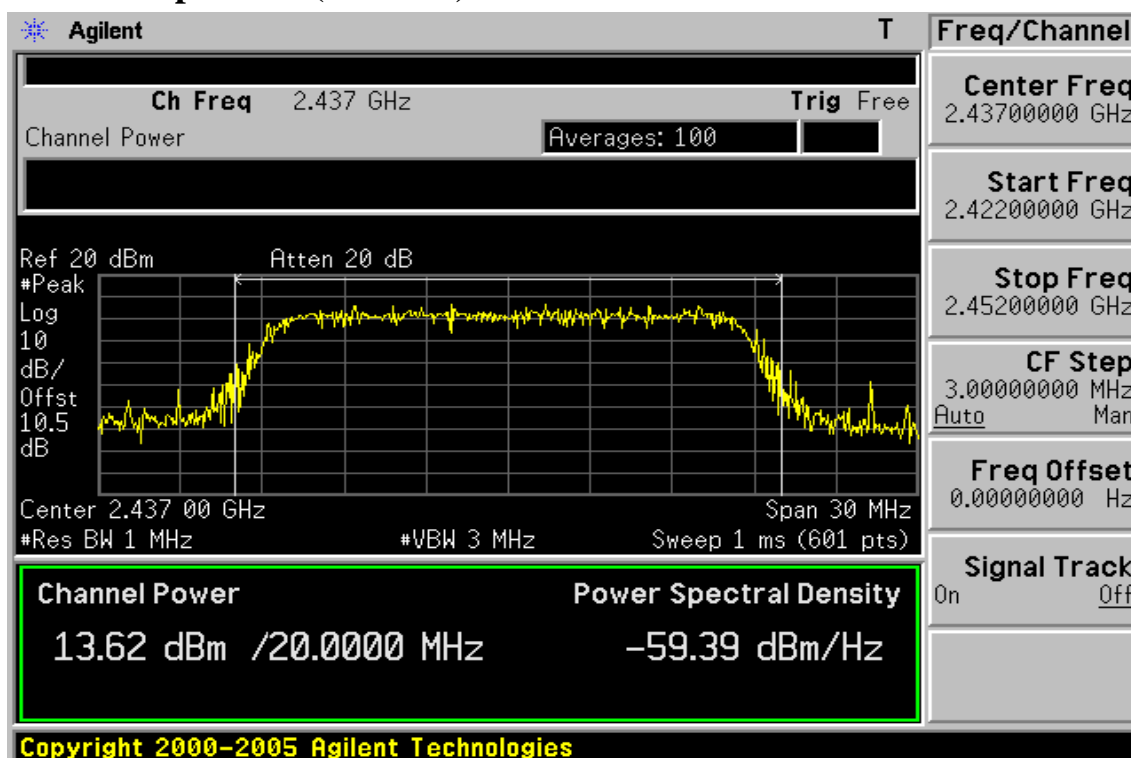 Agilent T
Ch Freq 2.437 GHz Trig Free
Channel Power Averages: 100
Ref 20 dBm Atten 20 dB
#Peak
Log
10
dB/
Offst
10.5
dB
Center 2.437 00 GHz Span 30 MHz
#Res BW 1 MHz #VBW 3 MHz Sweep 1 ms (601 pts)
Channel Power Power Spectral Density
13.62 dBm /20.0000 MHz -59.39 dBm/Hz
Copyright 2000-2005 Agilent Technologies
Freq/Channel
Center Freq
2.43700000 GHz
Start Freq
2.42200000 GHz
Stop Freq
2.45200000 GHz
CF Step
3.00000000 MHz
Auto Man
Freq Offset
0.00000000 Hz
Signal Track
On Off